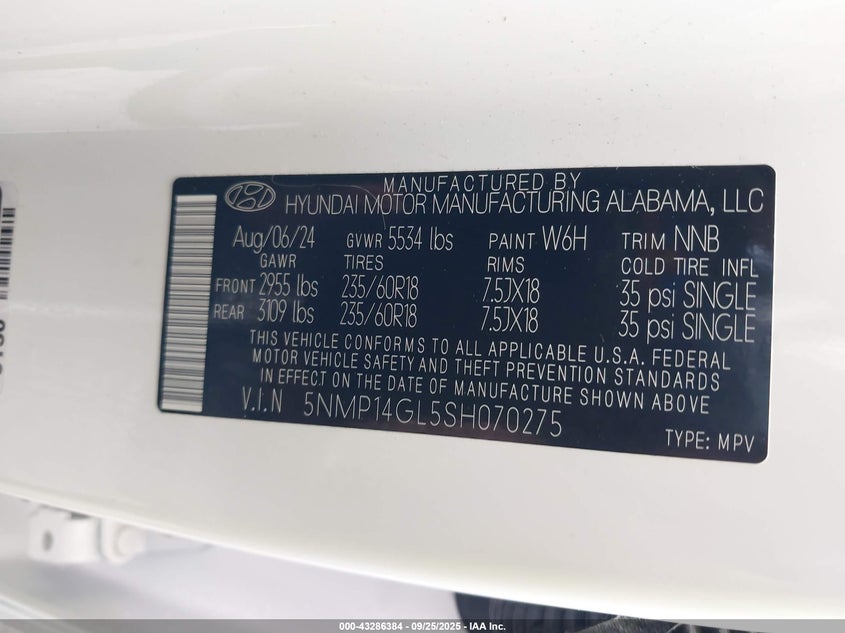 MANUFACTURED BY
HYUNDAI MOTOR MANUFACTURING ALABAMA, LLC
Aug/06/24 GVWR 5534 lbs PAINT W6H TRIM NNB
GAWR TIRES RIMS COLD TIRE INFL
FRONT 2955 lbs 235/60R18 7.5JX18 35 psi SINGLE
REAR 3109 lbs 235/60R18 7.5JX18 35 psi SINGLE
THIS VEHICLE CONFORMS TO ALL APPLICABLE U.S.A. FEDERAL
MOTOR VEHICLE SAFETY AND THEFT PREVENTION STANDARDS
IN EFFECT ON THE DATE OF MANUFACTURE SHOWN ABOVE
V.I.N 5NMP14GL5SH070275
TYPE: MPV
000-43286384 - 09/25/2025 - IAA Inc.